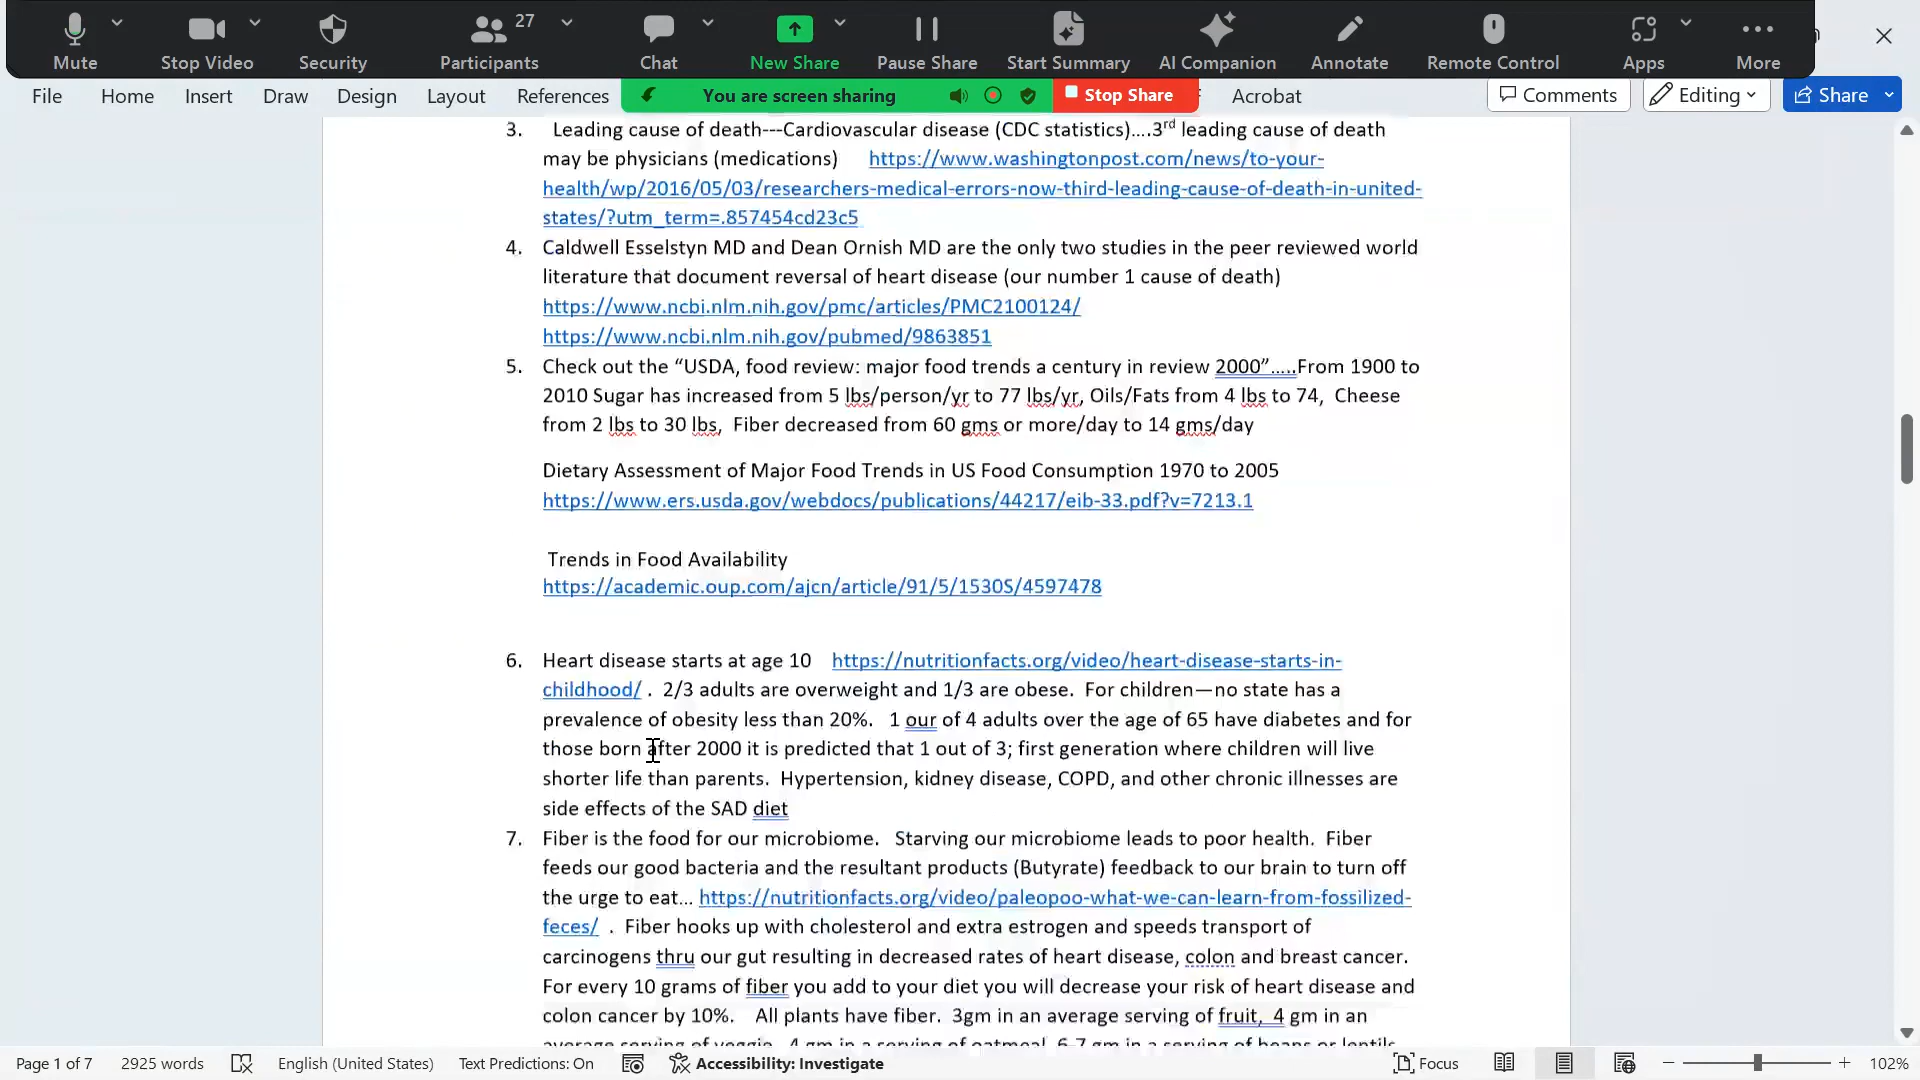 27
Mute
Stop Video
Security
Participants
Chat
New Share
Pause Share
Start Summary
AI Companion
Annotate
Remote Control
Apps
More
File
Home
Insert
Draw
Design
Layout
References
You are screen sharing
Stop Share
Acrobat
Comments
Editing
Share
3. Leading cause of death---Cardiovascular disease (CDC statistics)….3rd leading cause of death
may be physicians (medications) https://www.washingtonpost.com/news/to-your-
health/wp/2016/05/03/researchers-medical-errors-now-third-leading-cause-of-death-in-united-
states/?utm_term=.857454cd23c5
4. Caldwell Esselstyn MD and Dean Ornish MD are the only two studies in the peer reviewed world
literature that document reversal of heart disease (our number 1 cause of death)
https://www.ncbi.nlm.nih.gov/pmc/articles/PMC2100124/
https://www.ncbi.nlm.nih.gov/pubmed/9863851
5. Check out the “USDA, food review: major food trends a century in review 2000”…..From 1900 to
2010 Sugar has increased from 5 lbs/person/yr to 77 lbs/yr, Oils/Fats from 4 lbs to 74, Cheese
from 2 lbs to 30 lbs, Fiber decreased from 60 gms or more/day to 14 gms/day
Dietary Assessment of Major Food Trends in US Food Consumption 1970 to 2005
https://www.ers.usda.gov/webdocs/publications/44217/eib-33.pdf?v=7213.1
Trends in Food Availability
https://academic.oup.com/ajcn/article/91/5/1530S/4597478
6. Heart disease starts at age 10 https://nutritionfacts.org/video/heart-disease-starts-in-
childhood/ . 2/3 adults are overweight and 1/3 are obese. For children—no state has a
prevalence of obesity less than 20%. 1 our of 4 adults over the age of 65 have diabetes and for
those born after 2000 it is predicted that 1 out of 3; first generation where children will live
shorter life than parents. Hypertension, kidney disease, COPD, and other chronic illnesses are
side effects of the SAD diet
7. Fiber is the food for our microbiome. Starving our microbiome leads to poor health. Fiber
feeds our good bacteria and the resultant products (Butyrate) feedback to our brain to turn off
the urge to eat… https://nutritionfacts.org/video/paleopoo-what-we-can-learn-from-fossilized-
feces/ . Fiber hooks up with cholesterol and extra estrogen and speeds transport of
carcinogens thru our gut resulting in decreased rates of heart disease, colon and breast cancer.
For every 10 grams of fiber you add to your diet you will decrease your risk of heart disease and
colon cancer by 10%. All plants have fiber. 3gm in an average serving of fruit, 4 gm in an
average serving of veggie, 4 gm in a serving of oatmeal, 6-7 gm in a serving of beans or lentils
Page 1 of 7
2925 words
English (United States)
Text Predictions: On
Accessibility: Investigate
Focus
102%